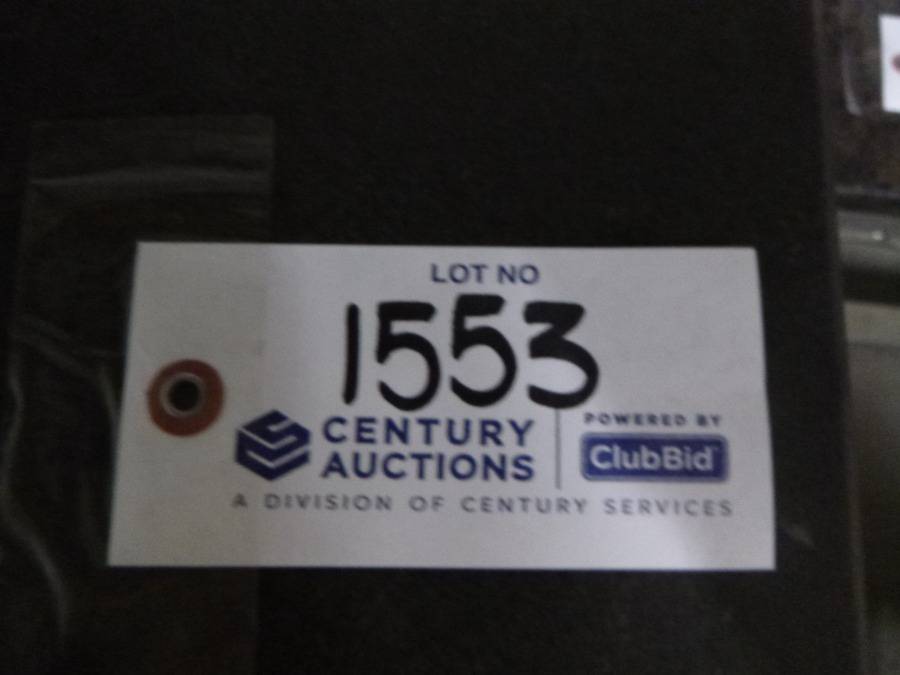 LOT NO
1553
CENTURY
AUCTIONS
POWERED BY
ClubBid
A DIVISION OF CENTURY SERVICES